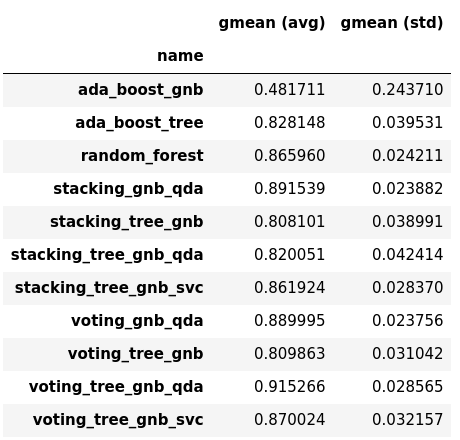 gmean (avg) gmean (std)
name
ada_boost_gnb 0.481711 0.243710
ada_boost_tree 0.828148 0.039531
random_forest 0.865960 0.024211
stacking_gnb_qda 0.891539 0.023882
stacking_tree_gnb 0.808101 0.038991
stacking_tree_gnb_qda 0.820051 0.042414
stacking_tree_gnb_svc 0.861924 0.028370
voting_gnb_qda 0.889995 0.023756
voting_tree_gnb 0.809863 0.031042
voting_tree_gnb_qda 0.915266 0.028565
voting_tree_gnb_svc 0.870024 0.032157